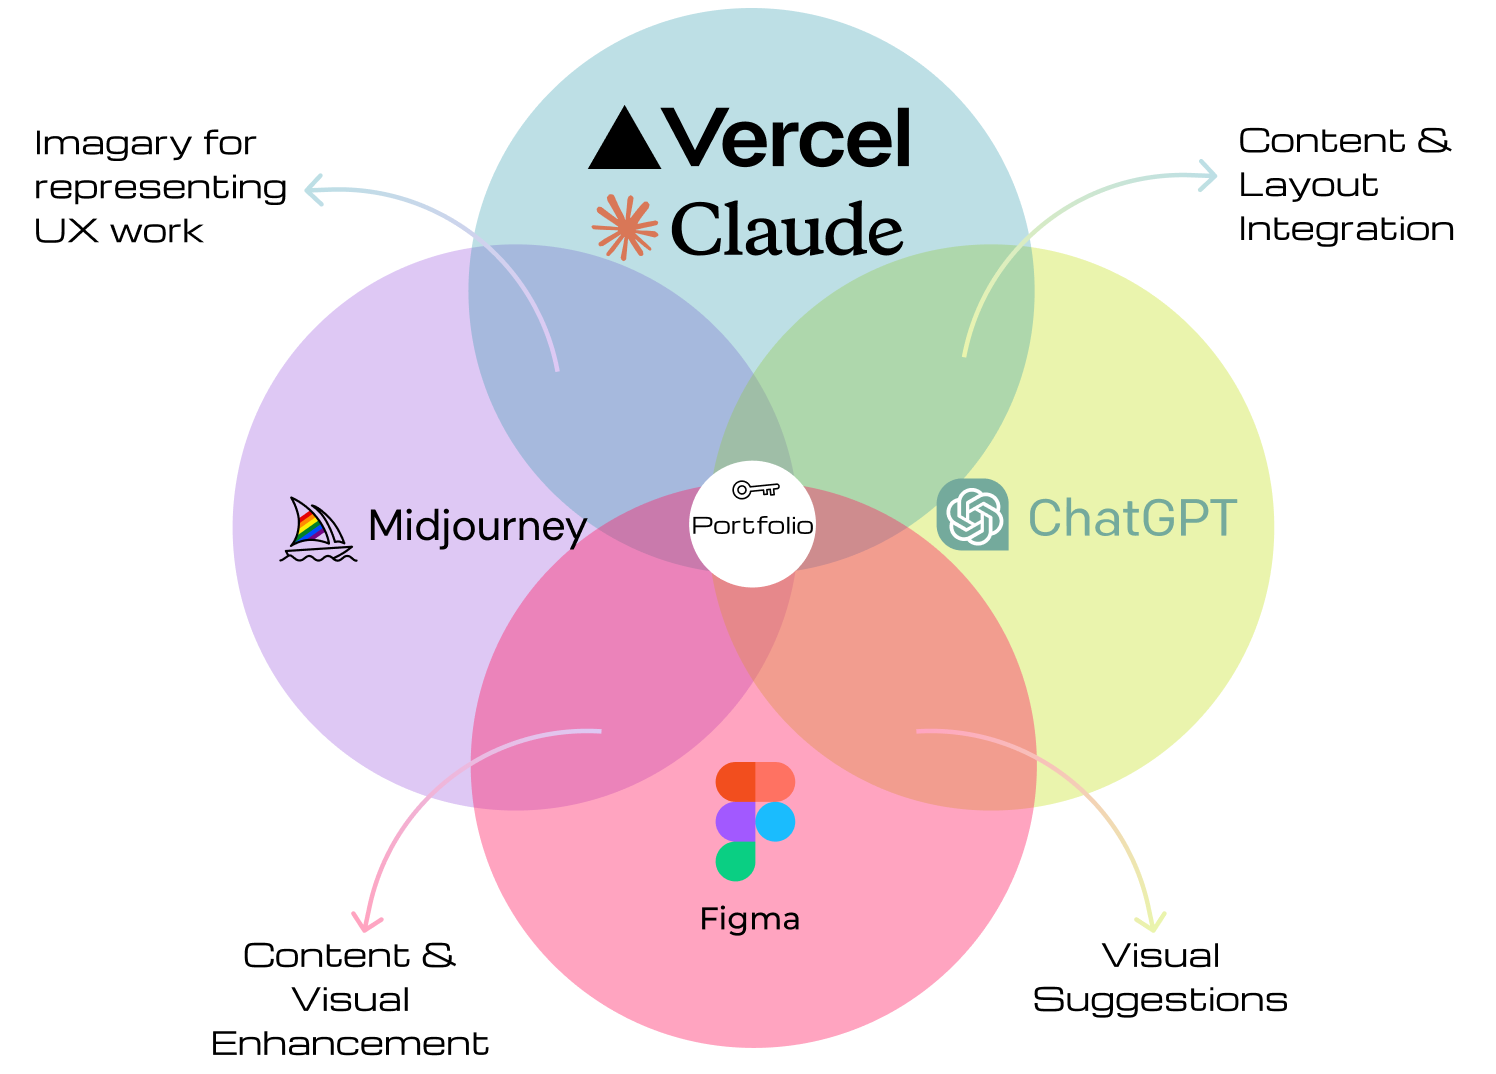 Imagary for
representing
UX work
Vercel
Claude
Content &
Layout
Integration
Midjourney
Portfolio
ChatGPT
Figma
Content &
Visual
Enhancement
Visual
Suggestions